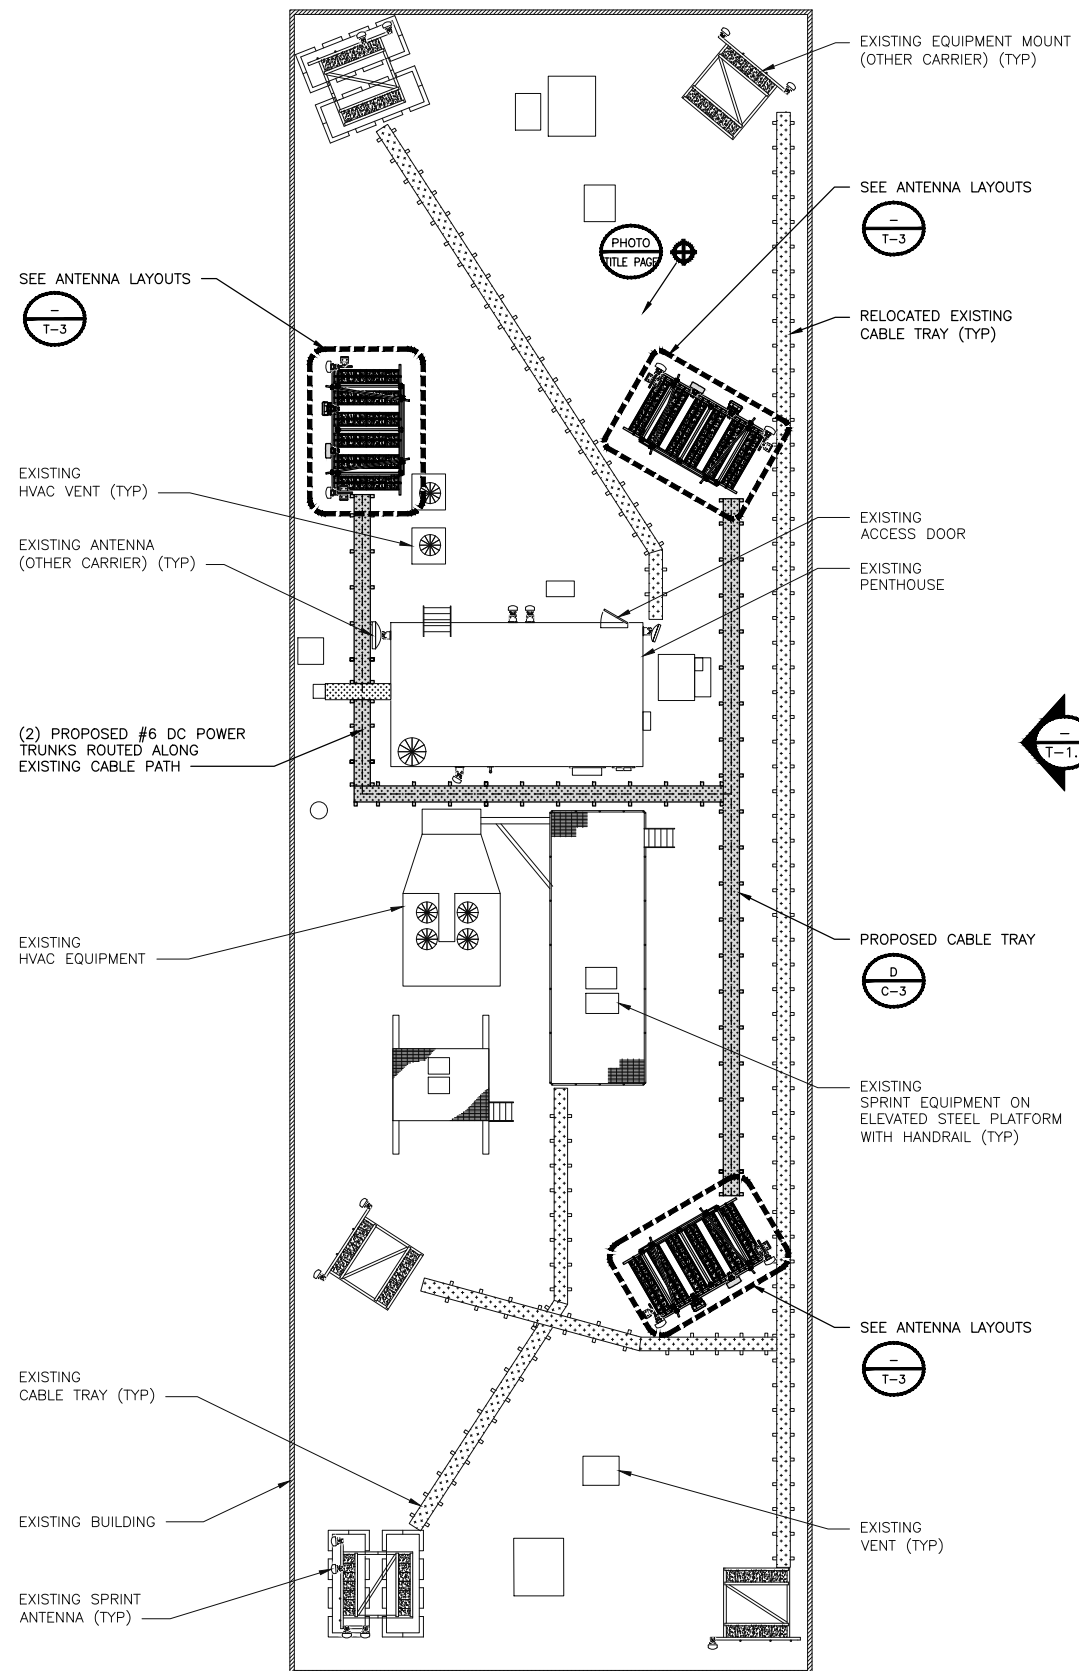 EXISTING EQUIPMENT MOUNT
(OTHER CARRIER) (TYP)
SEE ANTENNA LAYOUTS
–
T-3
PHOTO
TITLE PAGE
SEE ANTENNA LAYOUTS
–
T-3
RELOCATED EXISTING
CABLE TRAY (TYP)
EXISTING
HVAC VENT (TYP)
EXISTING
ACCESS DOOR
EXISTING ANTENNA
(OTHER CARRIER) (TYP)
EXISTING
PENTHOUSE
(2) PROPOSED #6 DC POWER
TRUNKS ROUTED ALONG
EXISTING CABLE PATH
–
T-1.
EXISTING
HVAC EQUIPMENT
PROPOSED CABLE TRAY
D
C-3
EXISTING
SPRINT EQUIPMENT ON
ELEVATED STEEL PLATFORM
WITH HANDRAIL (TYP)
SEE ANTENNA LAYOUTS
–
T-3
EXISTING
CABLE TRAY (TYP)
EXISTING BUILDING
EXISTING
VENT (TYP)
EXISTING SPRINT
ANTENNA (TYP)